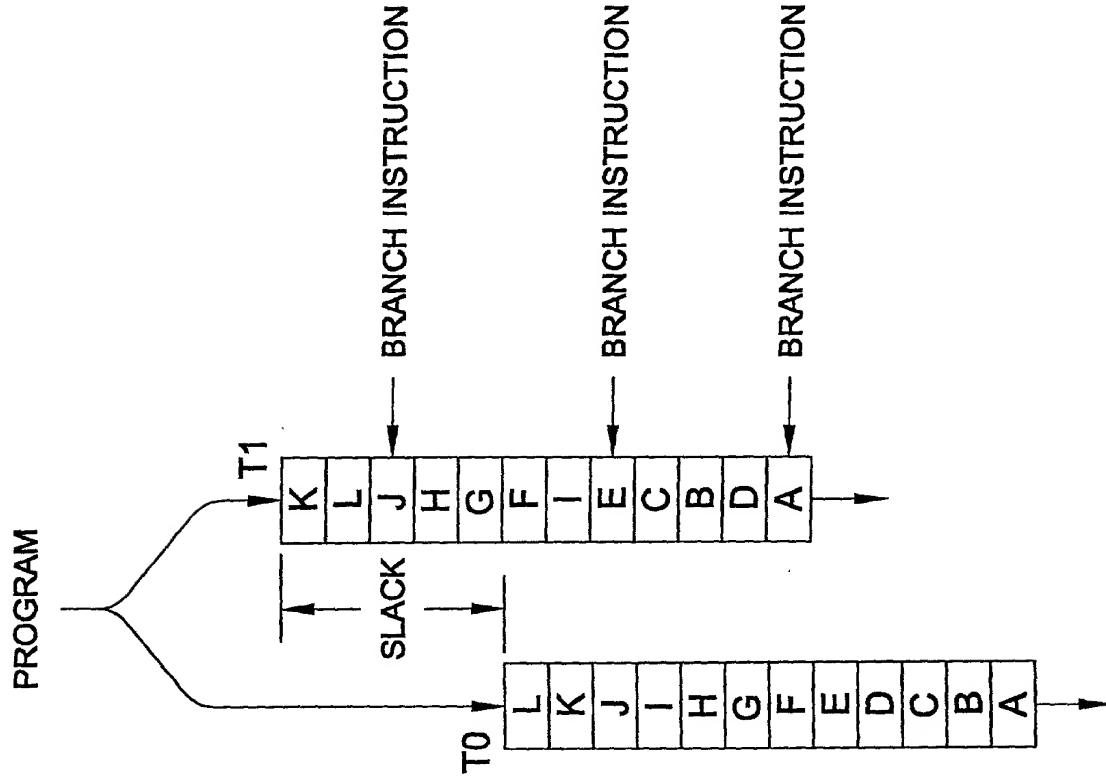 PROGRAM
T1
K
L
J
H
G
F
I
E
C
B
D
A
BRANCH INSTRUCTION
BRANCH INSTRUCTION
BRANCH INSTRUCTION
SLACK
T0
L
K
J
I
H
G
F
E
D
C
B
A